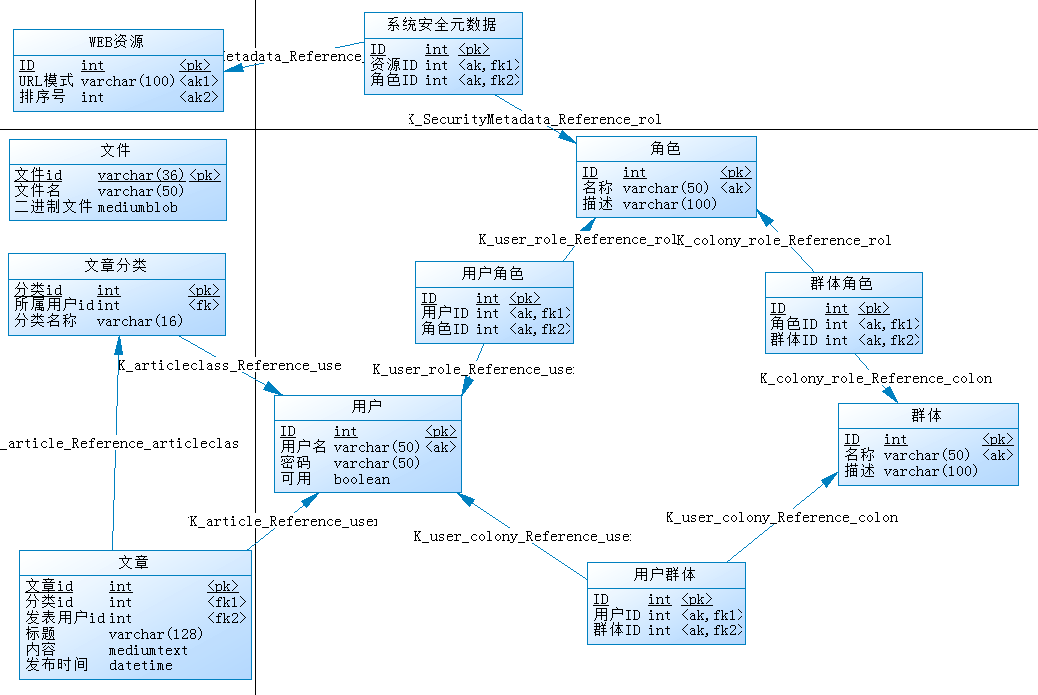 WEB资源
ID int <pk>
URL模式 varchar(100) <ak1>
排序号 int <ak2>
Metadata_Reference_
系统安全元数据
ID int <pk>
资源ID int <ak,fk1>
角色ID int <ak,fk2>
K_SecurityMetadata_Reference_rol
文件
文件id varchar(36) <pk>
文件名 varchar(50)
二进制文件 mediumblob
角色
ID int <pk>
名称 varchar(50) <ak>
描述 varchar(100)
K_user_role_Reference_rol
K_colony_role_Reference_rol
文章分类
分类id int <pk>
所属用户id int <fk>
分类名称 varchar(16)
用户角色
ID int <pk>
用户ID int <ak,fk1>
角色ID int <ak,fk2>
群体角色
ID int <pk>
角色ID int <ak,fk1>
群体ID int <ak,fk2>
K_articleclass_Reference_use
K_user_role_Reference_use
K_colony_role_Reference_colon
用户
ID int <pk>
用户名 varchar(50) <ak>
密码 varchar(50)
可用 boolean
群体
ID int <pk>
名称 varchar(50) <ak>
描述 varchar(100)
_article_Reference_articleclas
K_article_Reference_user
K_user_colony_Reference_use
K_user_colony_Reference_colon
文章
文章id int <pk>
分类id int <fk1>
发表用户id int <fk2>
标题 varchar(128)
内容 mediumtext
发布时间 datetime
用户群体
ID int <pk>
用户ID int <ak,fk1>
群体ID int <ak,fk2>